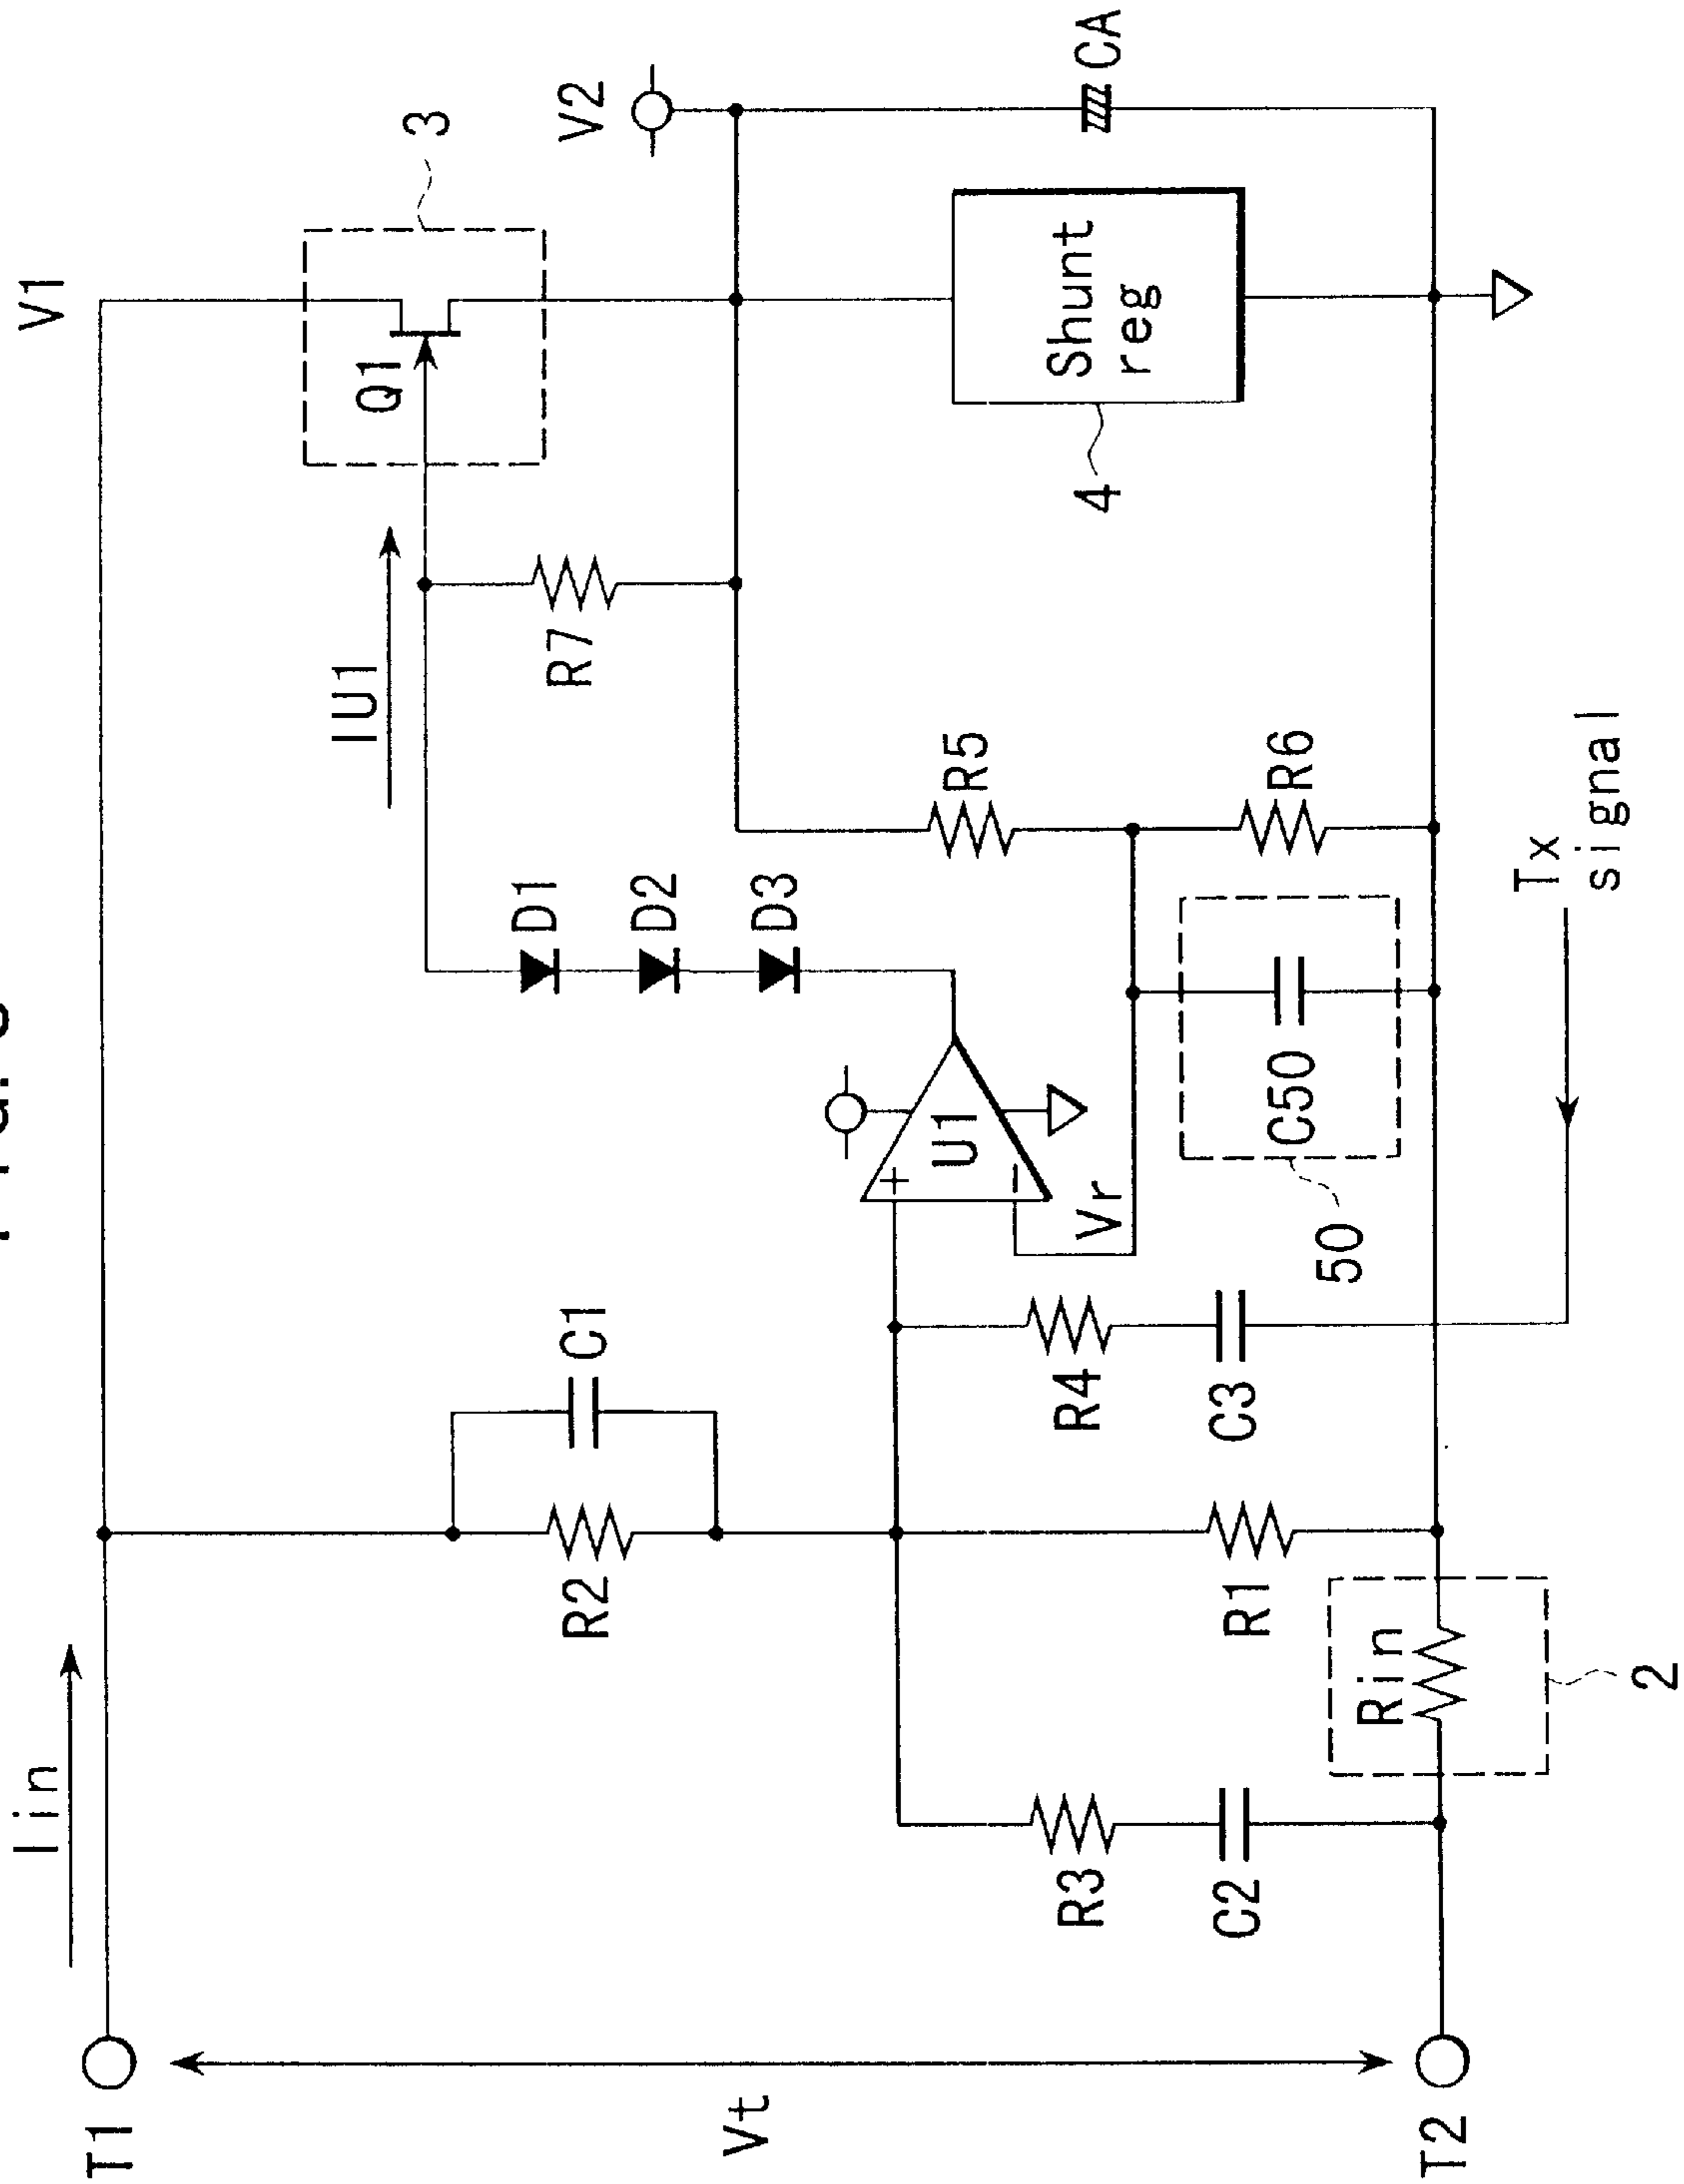 V1
Iin
3
V2
CA
Q1
IU1
R7
Shunt
reg
4
D1
D2
D3
R5
R6
C1
R2
U1
+
−
Vr
C50
50
Tx
signal
R4
C3
R1
R3
C2
Rin
2
T1
Vt
T2